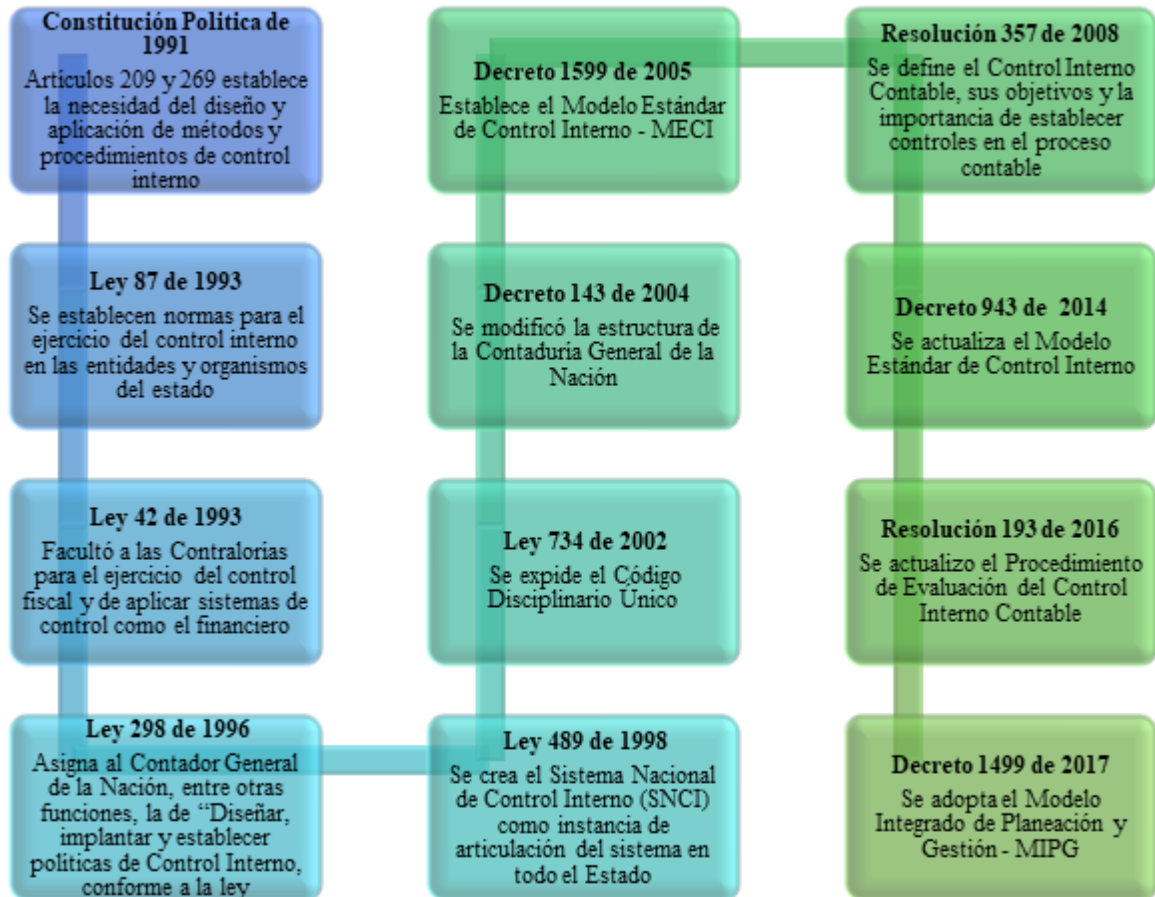 Constitución Politica de
1991
Artículos 209 y 269 establece
la necesidad del diseño y
aplicación de métodos y
procedimientos de control
interno
Ley 87 de 1993
Se establecen normas para el
ejercicio del control interno
en las entidades y organismos
del estado
Ley 42 de 1993
Facultó a las Contralorías
para el ejercicio del control
fiscal y de aplicar sistemas de
control como el financiero
Ley 298 de 1996
Asigna al Contador General
de la Nación, entre otras
funciones, la de “Diseñar,
implantar y establecer
políticas de Control Interno,
conforme a la ley
Ley 489 de 1998
Se crea el Sistema Nacional
de Control Interno (SNCI)
como instancia de
articulación del sistema en
todo el Estado
Ley 734 de 2002
Se expide el Código
Disciplinario Único
Decreto 143 de 2004
Se modificó la estructura de
la Contaduría General de la
Nación
Decreto 1599 de 2005
Establece el Modelo Estándar
de Control Interno - MECI
Resolución 357 de 2008
Se define el Control Interno
Contable, sus objetivos y la
importancia de establecer
controles en el proceso
contable
Decreto 943 de 2014
Se actualiza el Modelo
Estándar de Control Interno
Resolución 193 de 2016
Se actualizo el Procedimiento
de Evaluación del Control
Interno Contable
Decreto 1499 de 2017
Se adopta el Modelo
Integrado de Planeación y
Gestión - MIPG